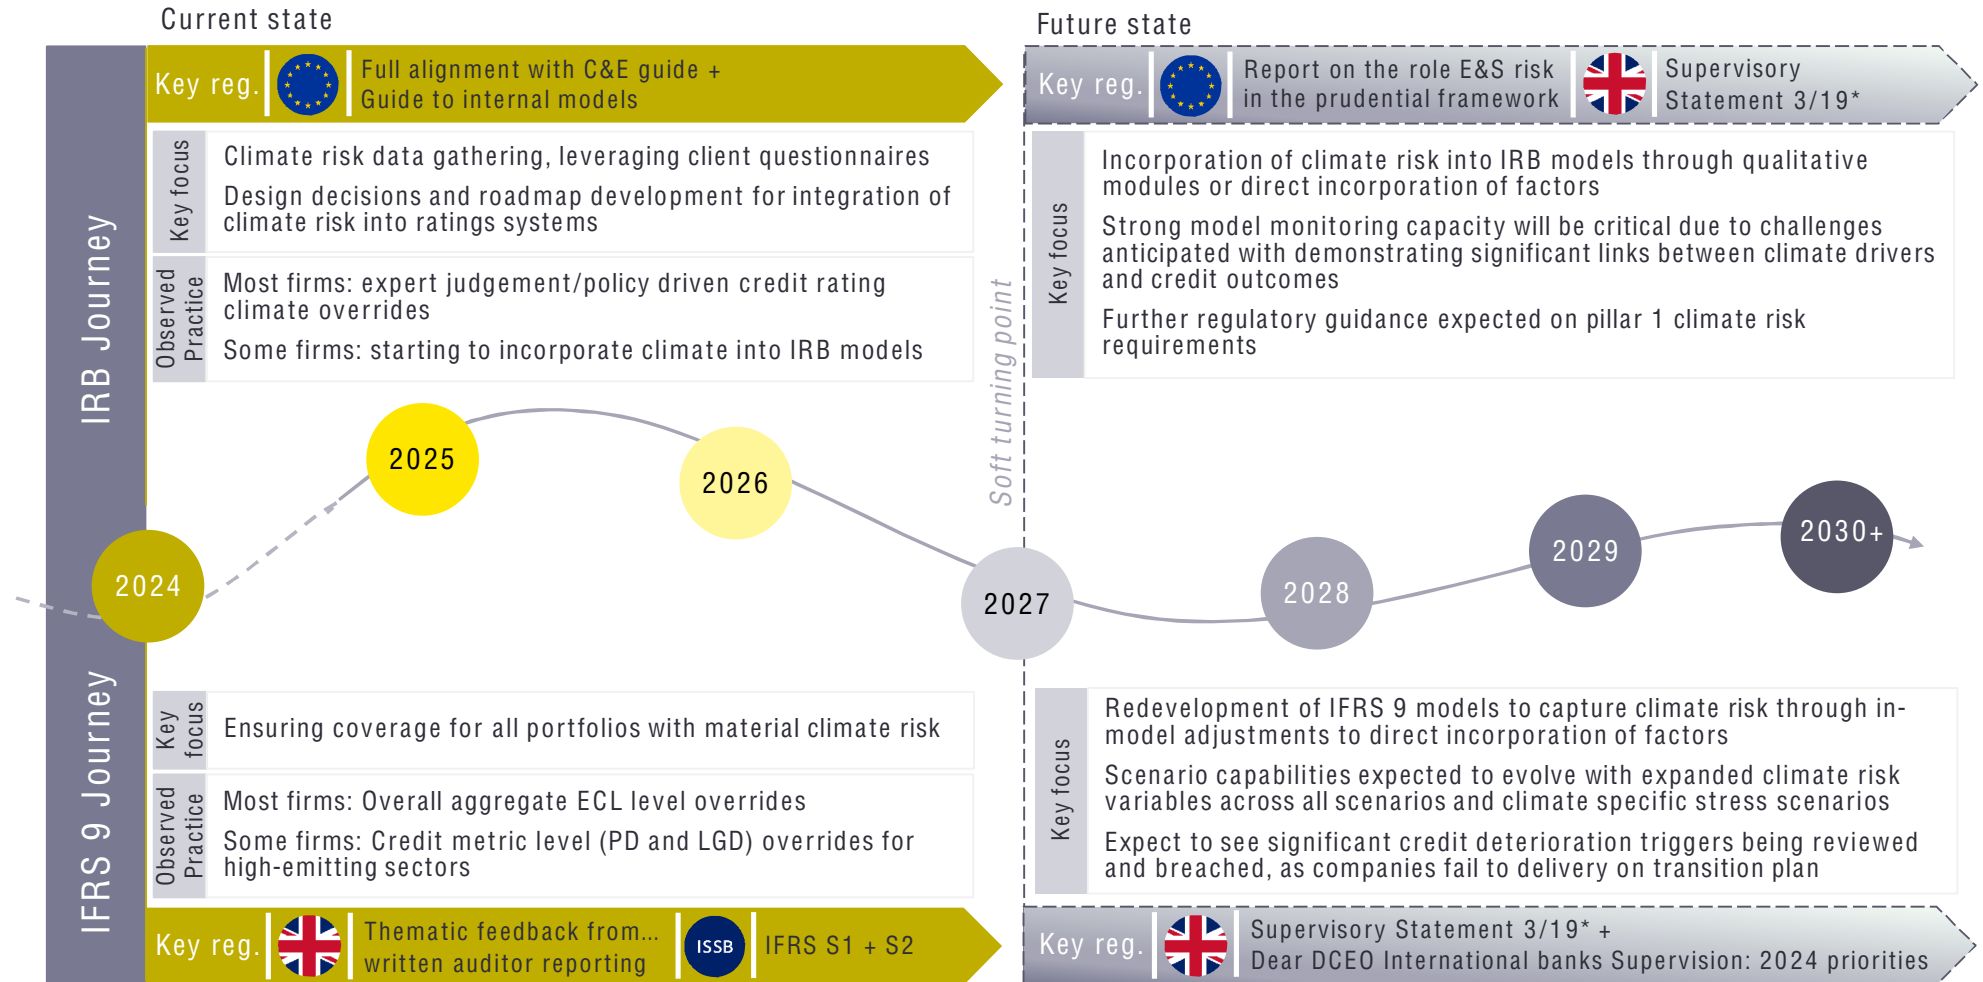 Current state
Future state
IRB Journey
Key reg.
Full alignment with C&E guide +
Guide to internal models
Key reg.
Report on the role E&S risk
in the prudential framework
Supervisory
Statement 3/19*
Key focus
Climate risk data gathering, leveraging client questionnaires
Design decisions and roadmap development for integration of
climate risk into ratings systems
Observed
Practice
Most firms: expert judgement/policy driven credit rating
climate overrides
Some firms: starting to incorporate climate into IRB models
Soft turning point
Key focus
Incorporation of climate risk into IRB models through qualitative
modules or direct incorporation of factors
Strong model monitoring capacity will be critical due to challenges
anticipated with demonstrating significant links between climate drivers
and credit outcomes
Further regulatory guidance expected on pillar 1 climate risk
requirements
2024
2025
2026
2027
2028
2029
2030+
IFRS 9 Journey
Key
focus
Ensuring coverage for all portfolios with material climate risk
Observed
Practice
Most firms: Overall aggregate ECL level overrides
Some firms: Credit metric level (PD and LGD) overrides for
high-emitting sectors
Key focus
Redevelopment of IFRS 9 models to capture climate risk through in-
model adjustments to direct incorporation of factors
Scenario capabilities expected to evolve with expanded climate risk
variables across all scenarios and climate specific stress scenarios
Expect to see significant credit deterioration triggers being reviewed
and breached, as companies fail to delivery on transition plan
Key reg.
Thematic feedback from...
written auditor reporting
ISSB
IFRS S1 + S2
Key reg.
Supervisory Statement 3/19* +
Dear DCEO International banks Supervision: 2024 priorities